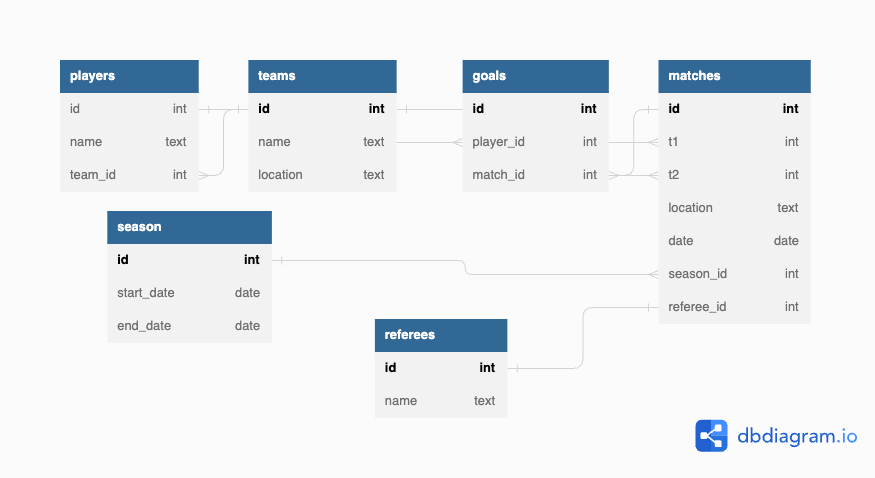 players
id int
name text
team_id int
teams
id int
name text
location text
goals
id int
player_id int
match_id int
matches
id int
t1 int
t2 int
location text
date date
season_id int
referee_id int
season
id int
start_date date
end_date date
referees
id int
name text
dbdiagram.io